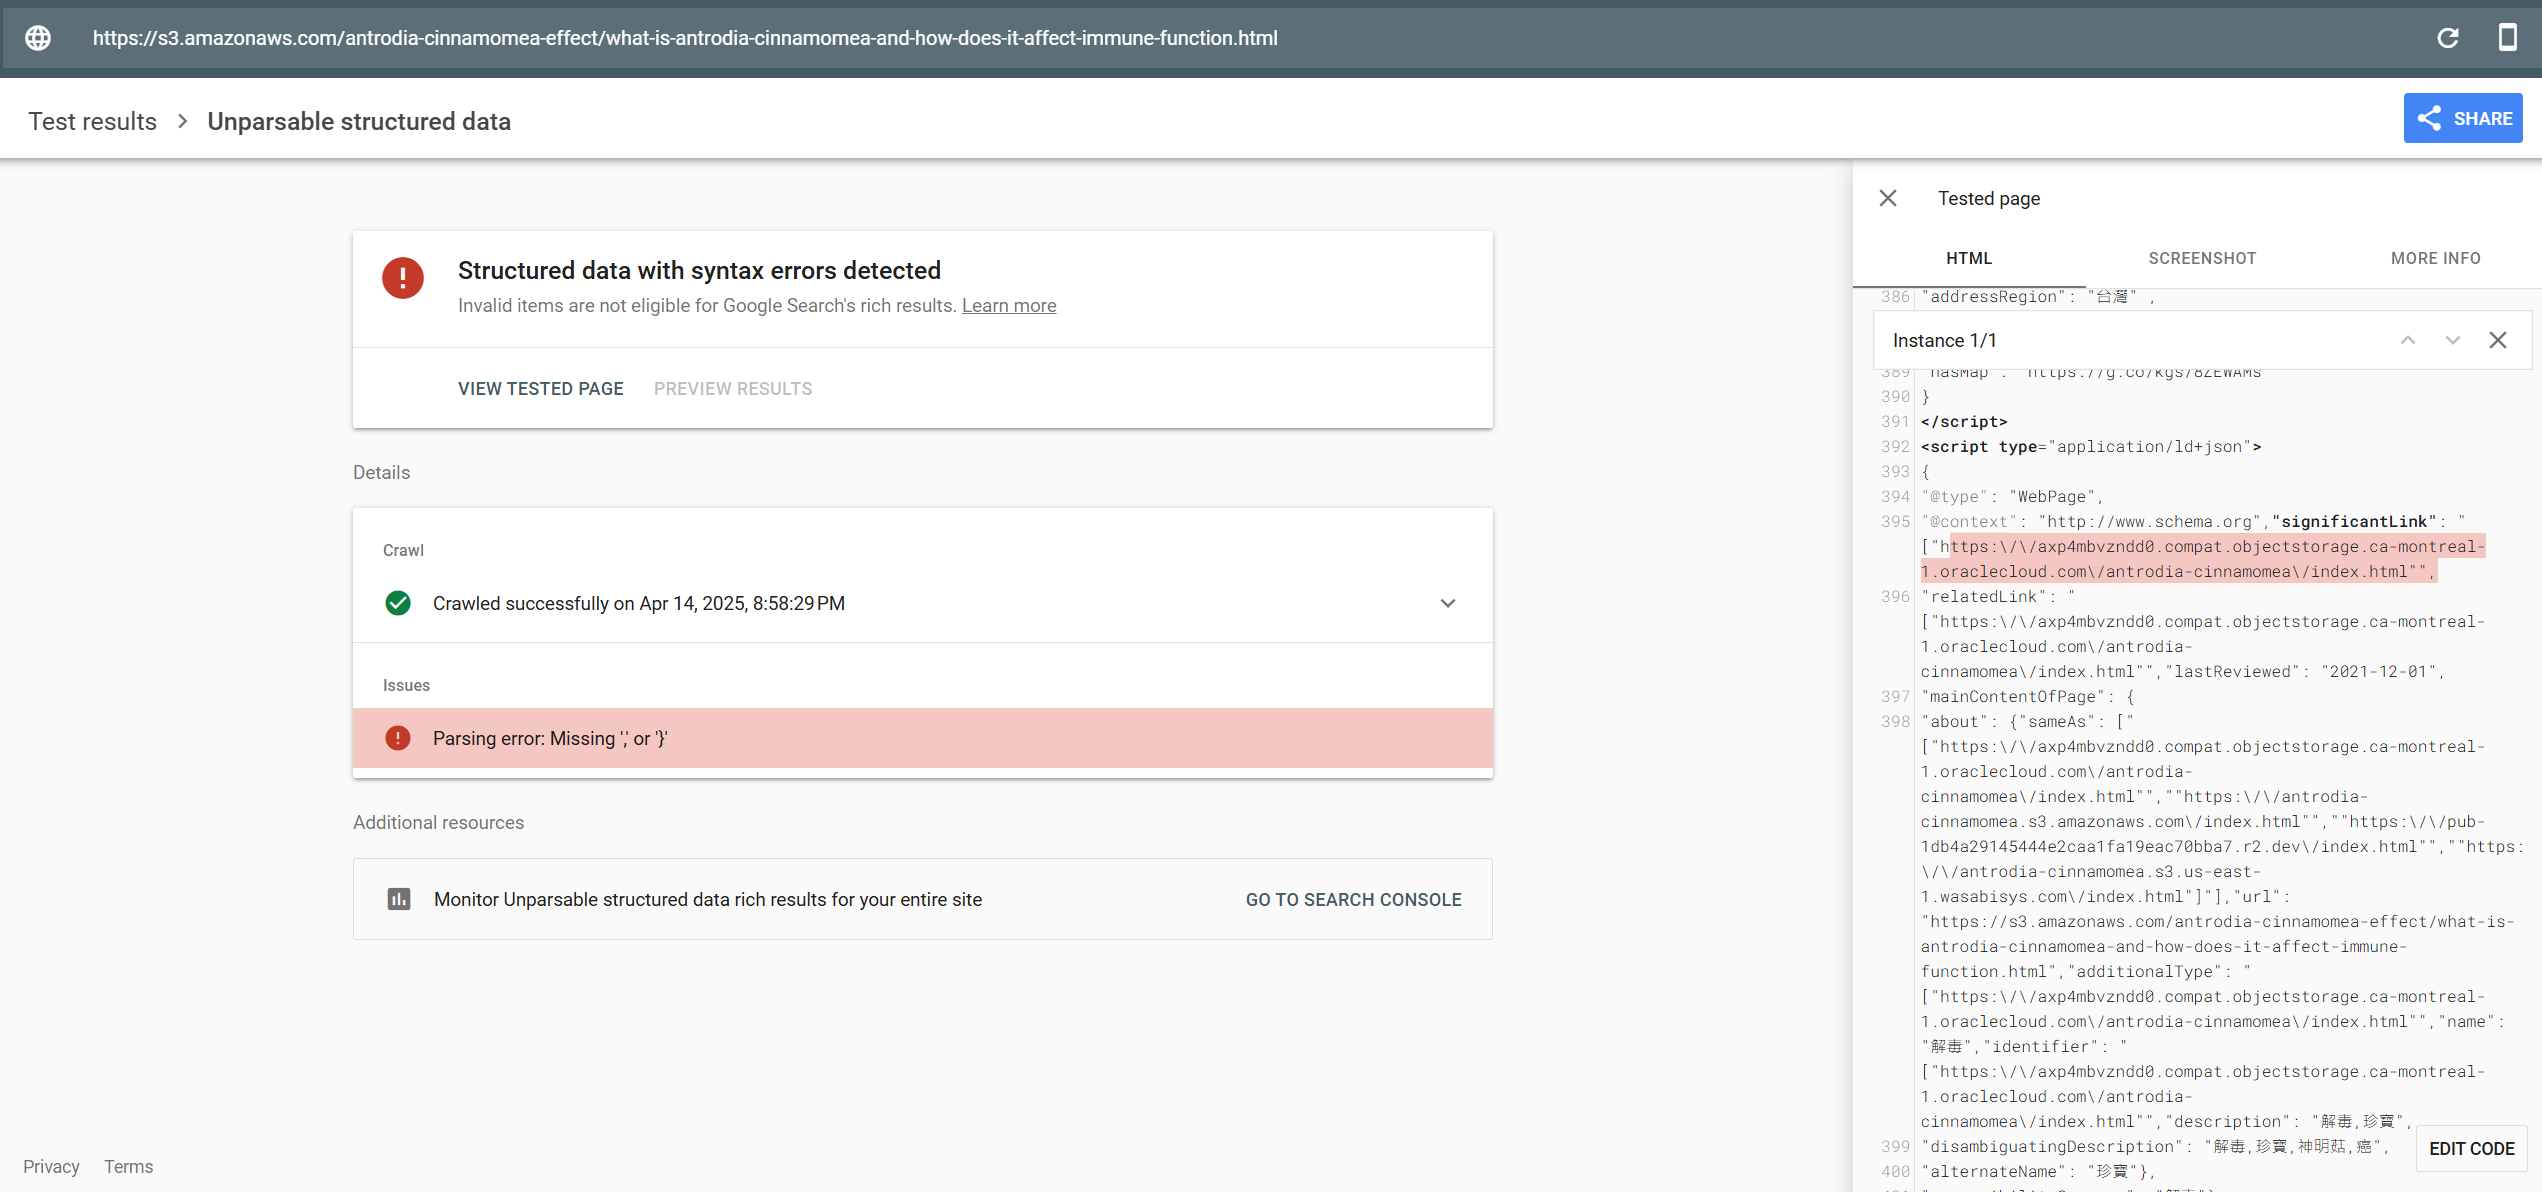 https://s3.amazonaws.com/antrodia-cinnamomea-effect/what-is-antrodia-cinnamomea-and-how-does-it-affect-immune-function.html
Test results > Unparsable structured data
SHARE
Structured data with syntax errors detected
Invalid items are not eligible for Google Search's rich results. Learn more
VIEW TESTED PAGE PREVIEW RESULTS
Details
Crawl
Crawled successfully on Apr 14, 2025, 8:58:29 PM
Issues
Parsing error: Missing ',' or '}'
Additional resources
Monitor Unparsable structured data rich results for your entire site
GO TO SEARCH CONSOLE
Privacy Terms
Tested page
HTML SCREENSHOT MORE INFO
386 "addressRegion": "台灣" ,
Instance 1/1
389 "hasMap": "https://g.co/kgs/8ZEWAMs"
390 }
391 </script>
392 <script type="application/ld+json">
393 {
394 "@type": "WebPage",
395 "@context": "http://www.schema.org","significantLink": "
["https:\/\/axp4mbvzndd0.compat.objectstorage.ca-montreal-
1.oraclecloud.com\/antrodia-cinnamomea\/index.html"",
396 "relatedLink": "
["https:\/\/axp4mbvzndd0.compat.objectstorage.ca-montreal-
1.oraclecloud.com\/antrodia-
cinnamomea\/index.html"","lastReviewed": "2021-12-01",
397 "mainContentOfPage": {
398 "about": {"sameAs": ["
["https:\/\/axp4mbvzndd0.compat.objectstorage.ca-montreal-
1.oraclecloud.com\/antrodia-
cinnamomea\/index.html"",""https:\/\/antrodia-
cinnamomea.s3.amazonaws.com\/index.html"",""https:\/\/pub-
1db4a29145444e2caa1fa19eac70bba7.r2.dev\/index.html"",""https:
\/\/antrodia-cinnamomea.s3.us-east-
1.wasabisys.com\/index.html"]"],"url":
"https://s3.amazonaws.com/antrodia-cinnamomea-effect/what-is-
antrodia-cinnamomea-and-how-does-it-affect-immune-
function.html","additionalType": "
["https:\/\/axp4mbvzndd0.compat.objectstorage.ca-montreal-
1.oraclecloud.com\/antrodia-cinnamomea\/index.html"","name":
"解毒","identifier": "
["https:\/\/axp4mbvzndd0.compat.objectstorage.ca-montreal-
1.oraclecloud.com\/antrodia-
cinnamomea\/index.html"","description": "解毒,珍寶",
399 "disambiguatingDescription": "解毒,珍寶,神明菇,癌",
400 "alternateName": "珍寶"},
EDIT CODE